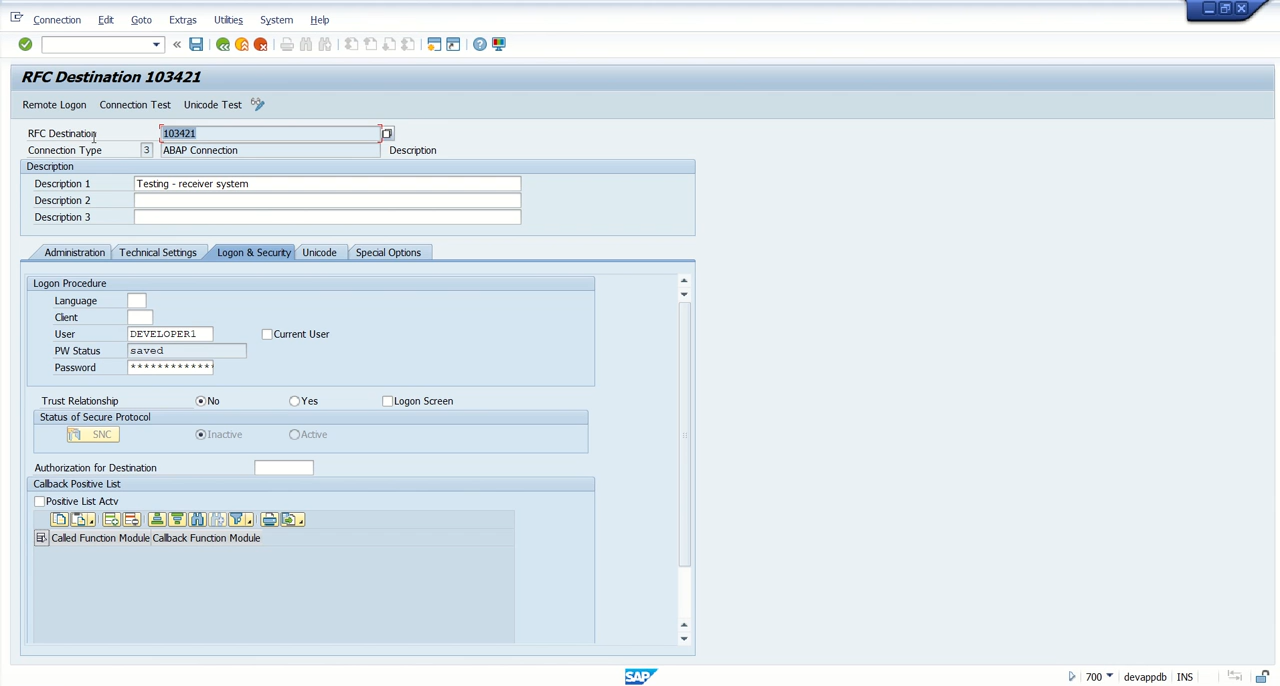 Connection Edit Goto Extras Utilities System Help
RFC Destination 103421
Remote Logon Connection Test Unicode Test
RFC Destination 103421
Connection Type 3 ABAP Connection Description
Description
Description 1 Testing - receiver system
Description 2
Description 3
Administration Technical Settings Logon & Security Unicode Special Options
Logon Procedure
Language
Client
User DEVELOPER1 Current User
PW Status saved
Password *************
Trust Relationship No Yes Logon Screen
Status of Secure Protocol
SNC Inactive Active
Authorization for Destination
Callback Positive List
Positive List Actv
Called Function Module Callback Function Module
SAP 700 devappdb INS